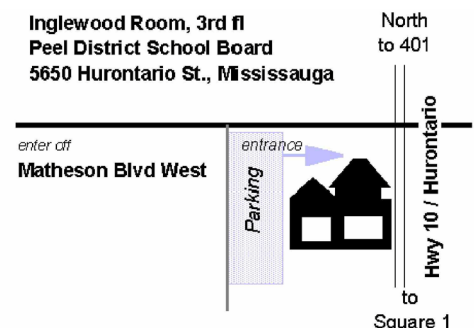 Inglewood Room, 3rd fl
Peel District School Board
5650 Hurontario St., Mississauga
North
to 401
enter off
Matheson Blvd West
entrance
Parking
Hwy 10 / Hurontario
to
Square 1